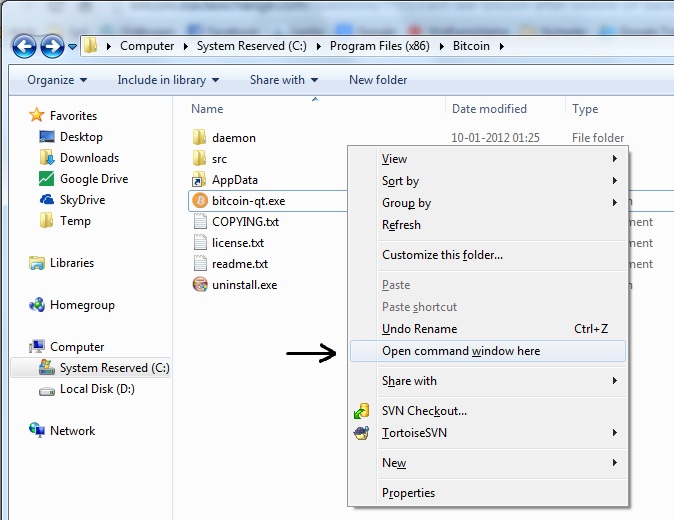 Computer ▸ System Reserved (C:) ▸ Program Files (x86) ▸ Bitcoin ▸
Organize Include in library Share with New folder
Name Date modified Type
Favorites
Desktop
Downloads
Google Drive
SkyDrive
Temp
Libraries
Homegroup
Computer
System Reserved (C:)
Local Disk (D:)
Network
daemon 10-01-2012 01:25 File folder
src
AppData
bitcoin-qt.exe
COPYING.txt
license.txt
readme.txt
uninstall.exe
View
Sort by
Group by
Refresh
Customize this folder...
Paste
Paste shortcut
Undo Rename Ctrl+Z
Open command window here
Share with
SVN Checkout...
TortoiseSVN
New
Properties